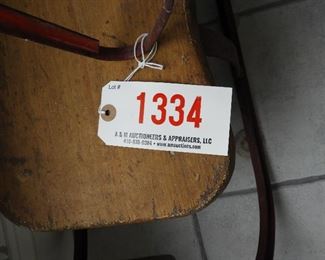 Lot #
1334
A & M AUCTIONEERS & APPRAISERS, LLC